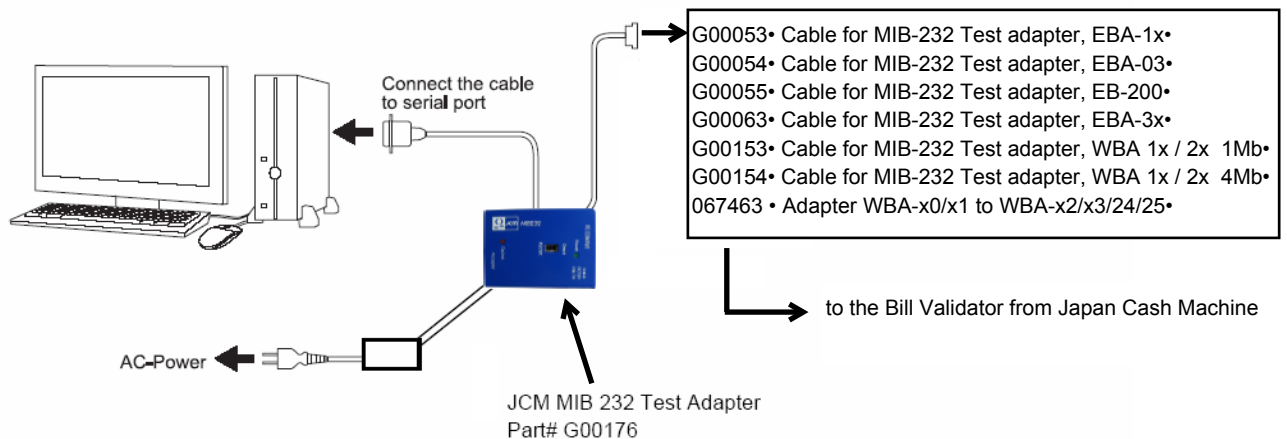 G00053• Cable for MIB-232 Test adapter, EBA-1x•
G00054• Cable for MIB-232 Test adapter, EBA-03•
G00055• Cable for MIB-232 Test adapter, EB-200•
G00063• Cable for MIB-232 Test adapter, EBA-3x•
G00153• Cable for MIB-232 Test adapter, WBA 1x / 2x 1Mb•
G00154• Cable for MIB-232 Test adapter, WBA 1x / 2x 4Mb•
067463 • Adapter WBA-x0/x1 to WBA-x2/x3/24/25•
Connect the cable
to serial port
to the Bill Validator from Japan Cash Machine
AC-Power
JCM MIB 232 Test Adapter
Part# G00176